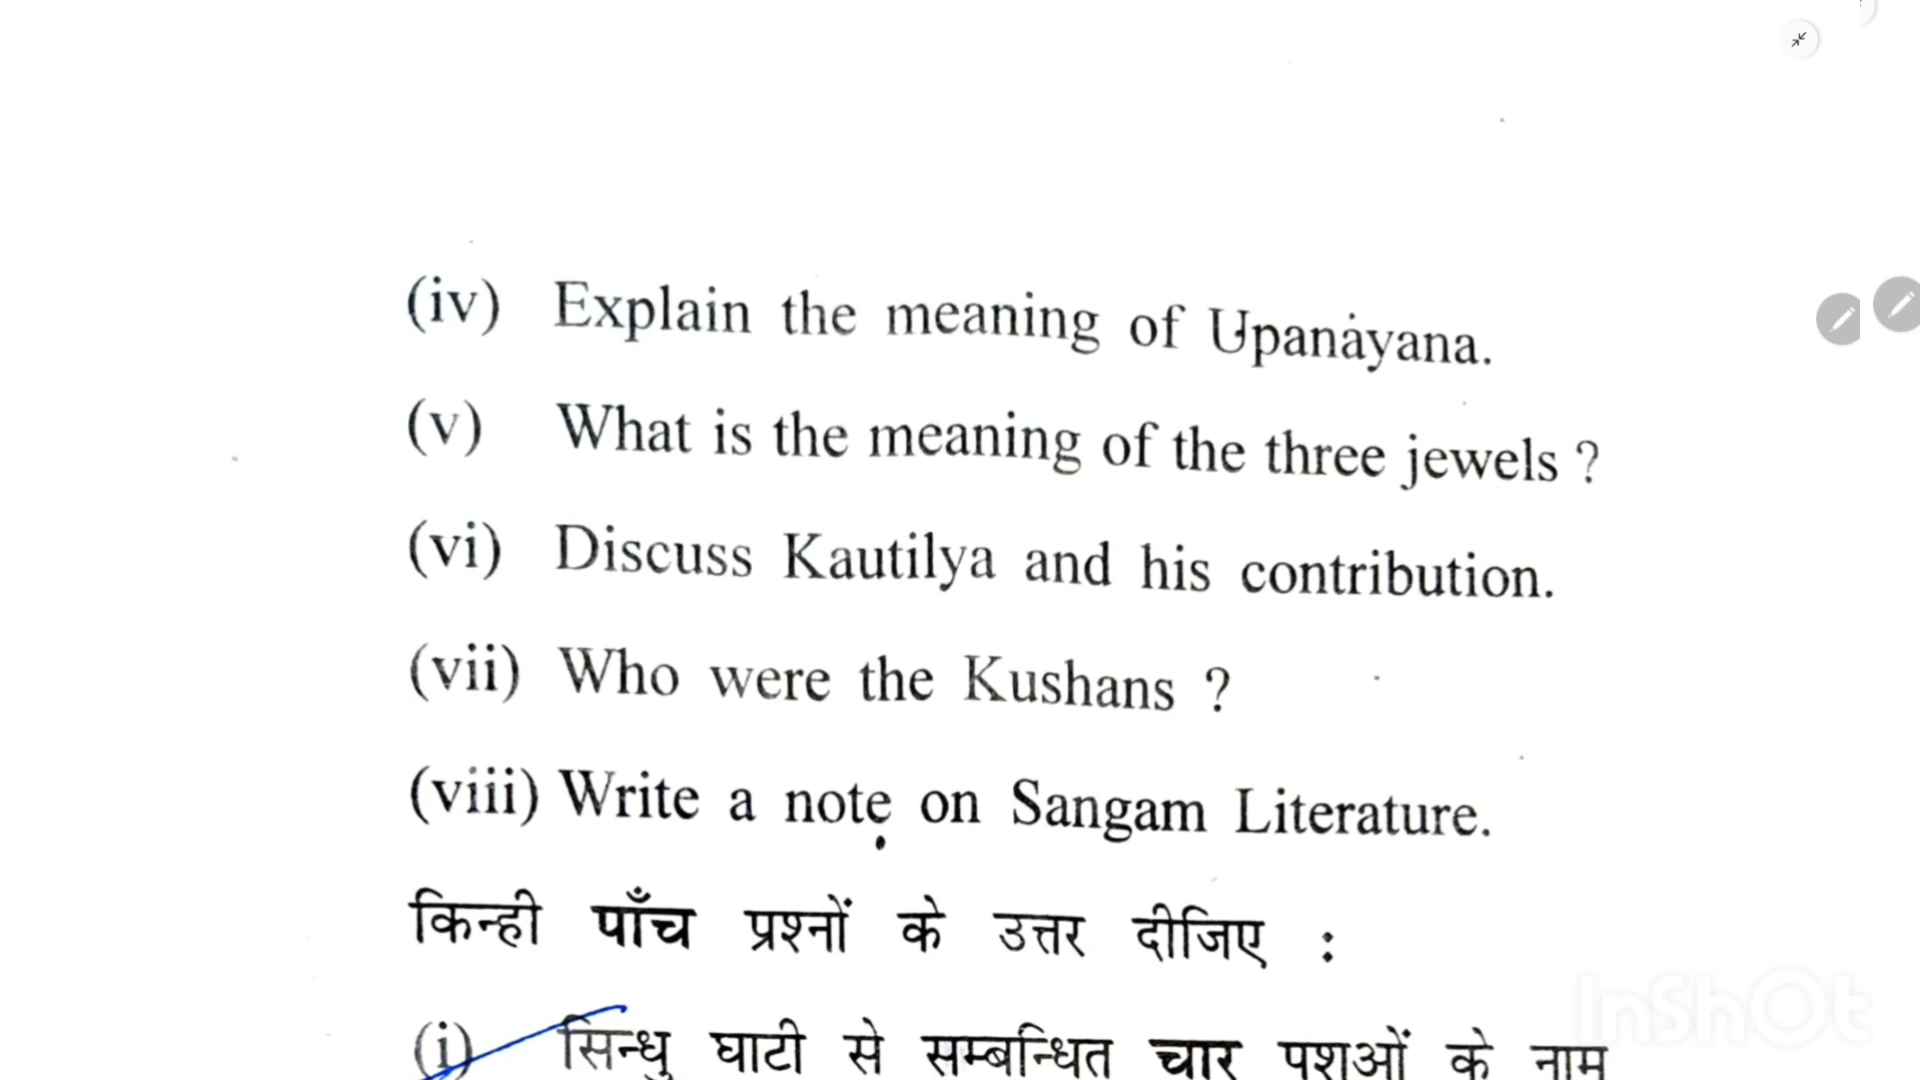 (iv) Explain the meaning of Upanayana.
(v) What is the meaning of the three jewels ?
(vi) Discuss Kautilya and his contribution.
(vii) Who were the Kushans ?
(viii) Write a note on Sangam Literature.
किन्ही पाँच प्रश्नों के उत्तर दीजिए :
(i) सिन्धु घाटी से सम्बन्धित चार पशुओं के नाम
InShOt